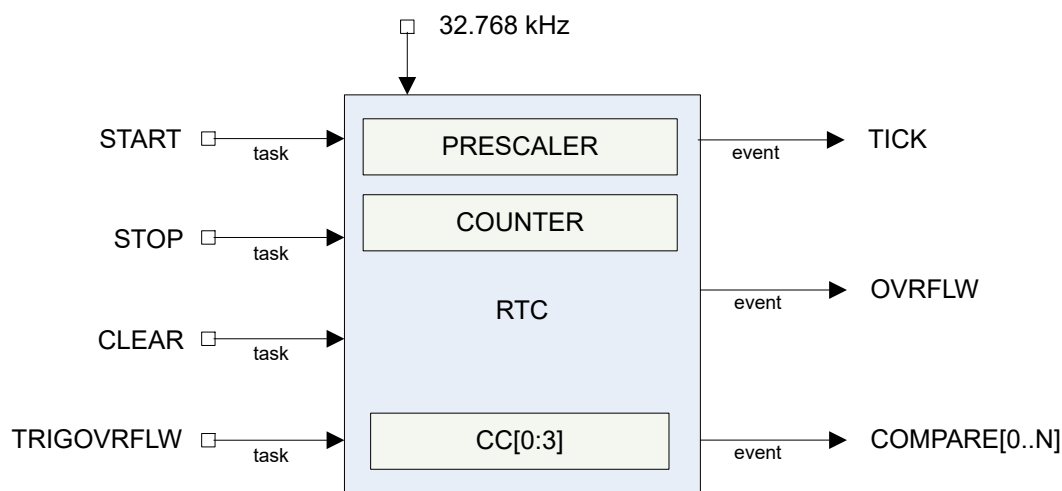 32.768 kHz
START
task
PRESCALER
event
TICK
STOP
task
COUNTER
RTC
event
OVRFLW
CLEAR
task
TRIGOVRFLW
task
CC[0:3]
event
COMPARE[0..N]